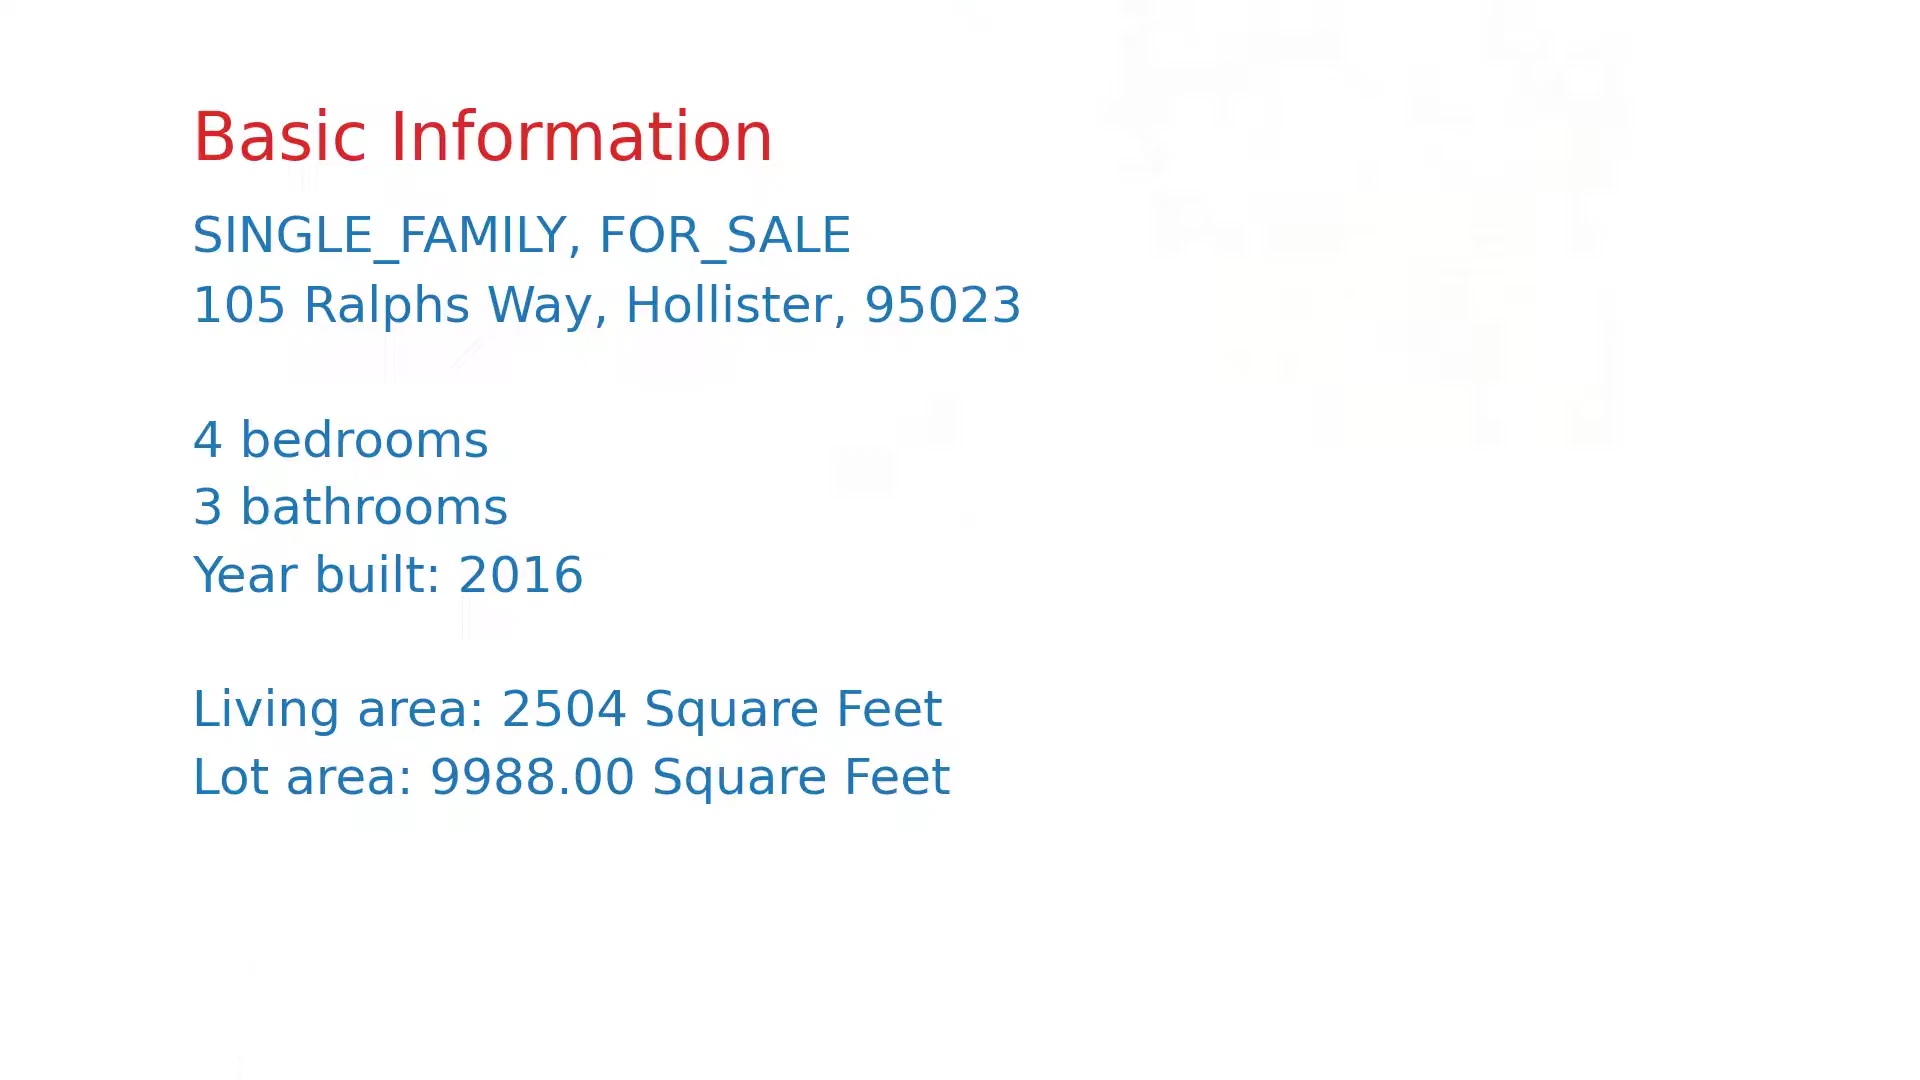 Basic Information
SINGLE_FAMILY, FOR_SALE
105 Ralphs Way, Hollister, 95023
4 bedrooms
3 bathrooms
Year built: 2016
Living area: 2504 Square Feet
Lot area: 9988.00 Square Feet